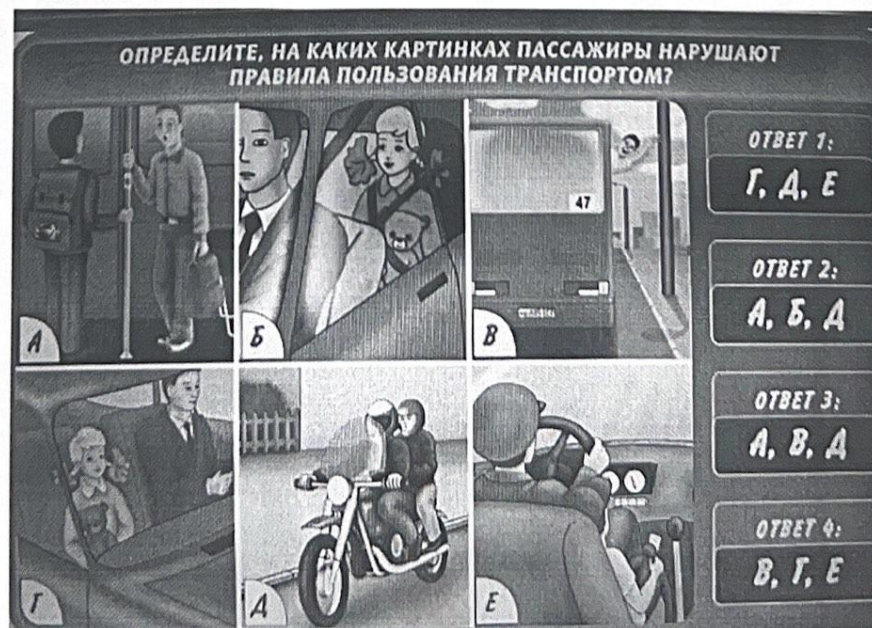 ОПРЕДЕЛИТЕ, НА КАКИХ КАРТИНКАХ ПАССАЖИРЫ НАРУШАЮТ
ПРАВИЛА ПОЛЬЗОВАНИЯ ТРАНСПОРТОМ?
А
Б
47
В
Г
Д
Е
ОТВЕТ 1:
Г, Д, Е
ОТВЕТ 2:
А, Б, Д
ОТВЕТ 3:
А, В, Д
ОТВЕТ 4:
В, Г, Е